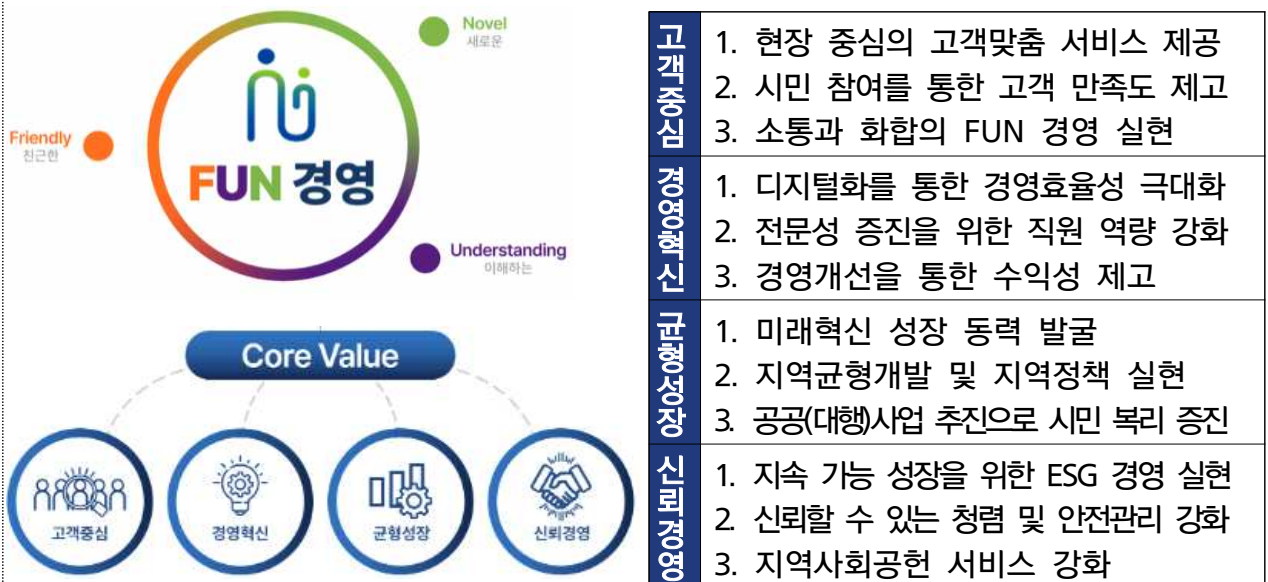 Novel
새로운
Friendly
친근한
FUN 경영
Understanding
이해하는
Core Value
고객중심
경영혁신
균형성장
신뢰경영
고객중심
1. 현장 중심의 고객맞춤 서비스 제공
2. 시민 참여를 통한 고객 만족도 제고
3. 소통과 화합의 FUN 경영 실현
경영혁신
1. 디지털화를 통한 경영효율성 극대화
2. 전문성 증진을 위한 직원 역량 강화
3. 경영개선을 통한 수익성 제고
균형성장
1. 미래혁신 성장 동력 발굴
2. 지역균형개발 및 지역정책 실현
3. 공공(대행)사업 추진으로 시민 복리 증진
신뢰경영
1. 지속 가능 성장을 위한 ESG 경영 실현
2. 신뢰할 수 있는 청렴 및 안전관리 강화
3. 지역사회공헌 서비스 강화